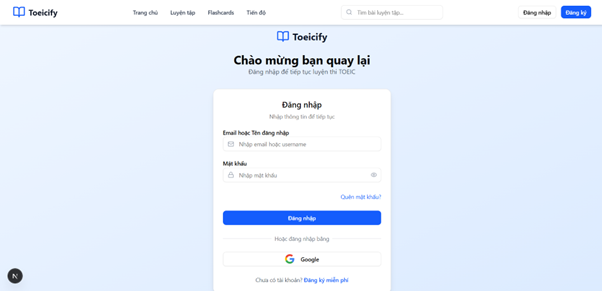 Toeicify Trang chủ Luyện tập Flashcards Tiến độ Tìm bài luyện tập... Đăng nhập Đăng ký
Toeicify
Chào mừng bạn quay lại
Đăng nhập để tiếp tục luyện thi TOEIC
Đăng nhập
Nhập thông tin để tiếp tục
Email hoặc Tên đăng nhập
Nhập email hoặc username
Mật khẩu
Nhập mật khẩu
Quên mật khẩu?
Đăng nhập
Hoặc đăng nhập bằng
Google
Chưa có tài khoản? Đăng ký miễn phí
N